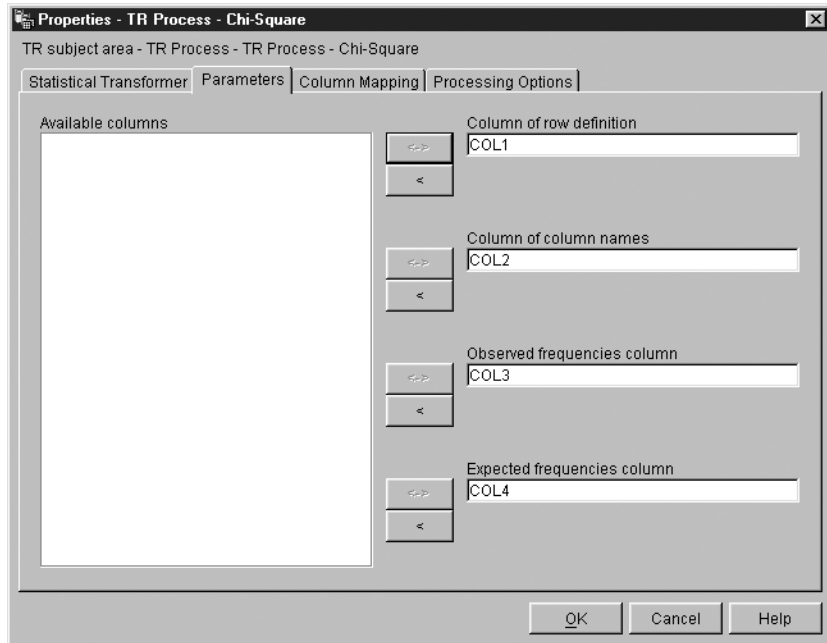 Properties - TR Process - Chi-Square
TR subject area - TR Process - TR Process - Chi-Square
Statistical Transformer Parameters Column Mapping Processing Options
Available columns
Column of row definition
<->
COL1
<
Column of column names
<->
COL2
<
Observed frequencies column
<->
COL3
<
Expected frequencies column
<->
COL4
<
OK Cancel Help